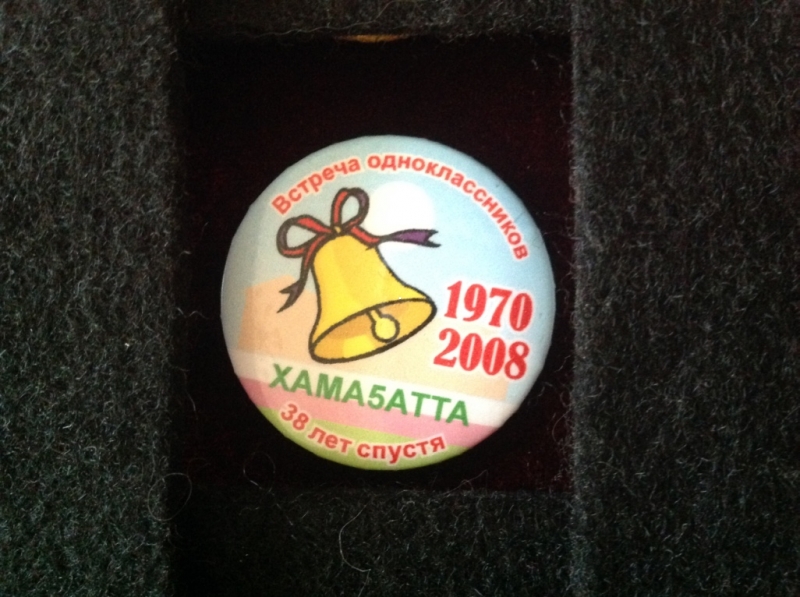 Встреча одноклассников
1970
2008
ХАМА5АТТА
38 лет спустя